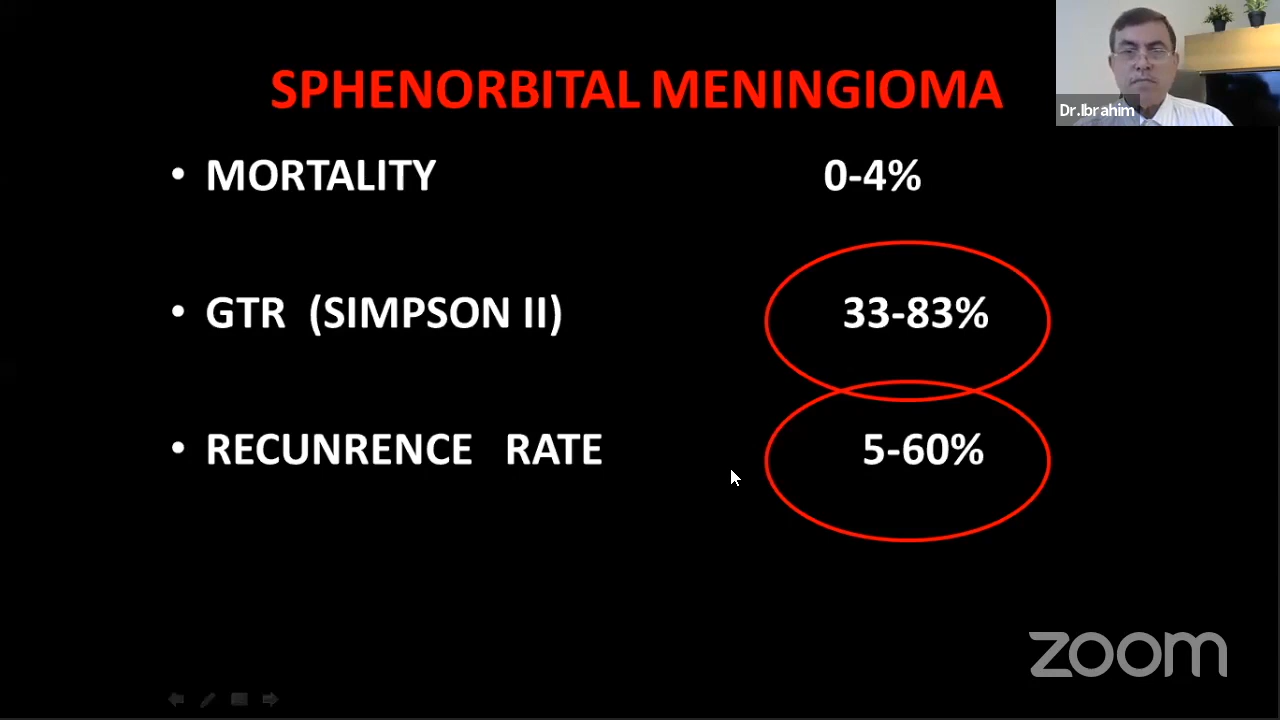 SPHENORBITAL MENINGIOMA
Dr.Ibrahim
• MORTALITY 0-4%
• GTR (SIMPSON II) 33-83%
• RECUNRENCE RATE 5-60%
zoom